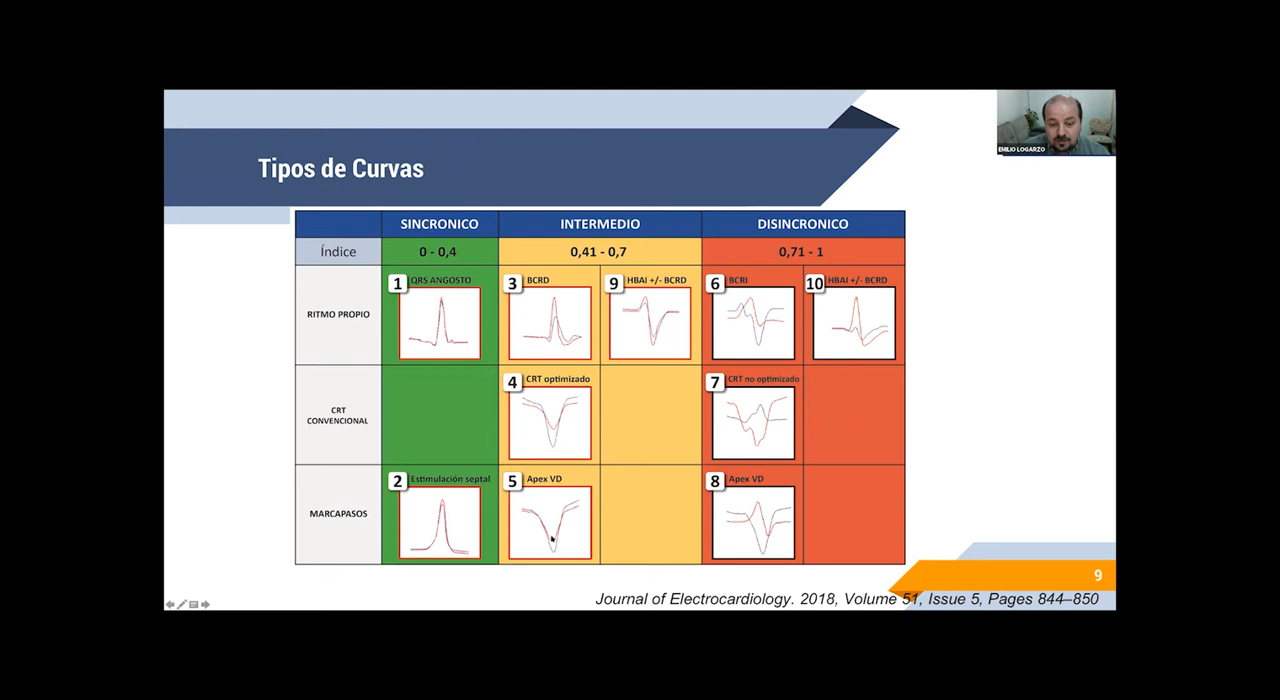 EMILIO LOGARZO
Tipos de Curvas
SINCRONICO INTERMEDIO DISINCRONICO
Índice 0 - 0,4 0,41 - 0,7 0,71 - 1
RITMO PROPIO
1 QRS ANGOSTO
3 BCRD
9 HBAI +/- BCRD
6 BCRI
10 HBAI +/- BCRD
CRT
CONVENCIONAL
4 CRT optimizado
7 CRT no optimizado
MARCAPASOS
2 Estimulación septal
5 Apex VD
8 Apex VD
9
Journal of Electrocardiology. 2018, Volume 51, Issue 5, Pages 844–850